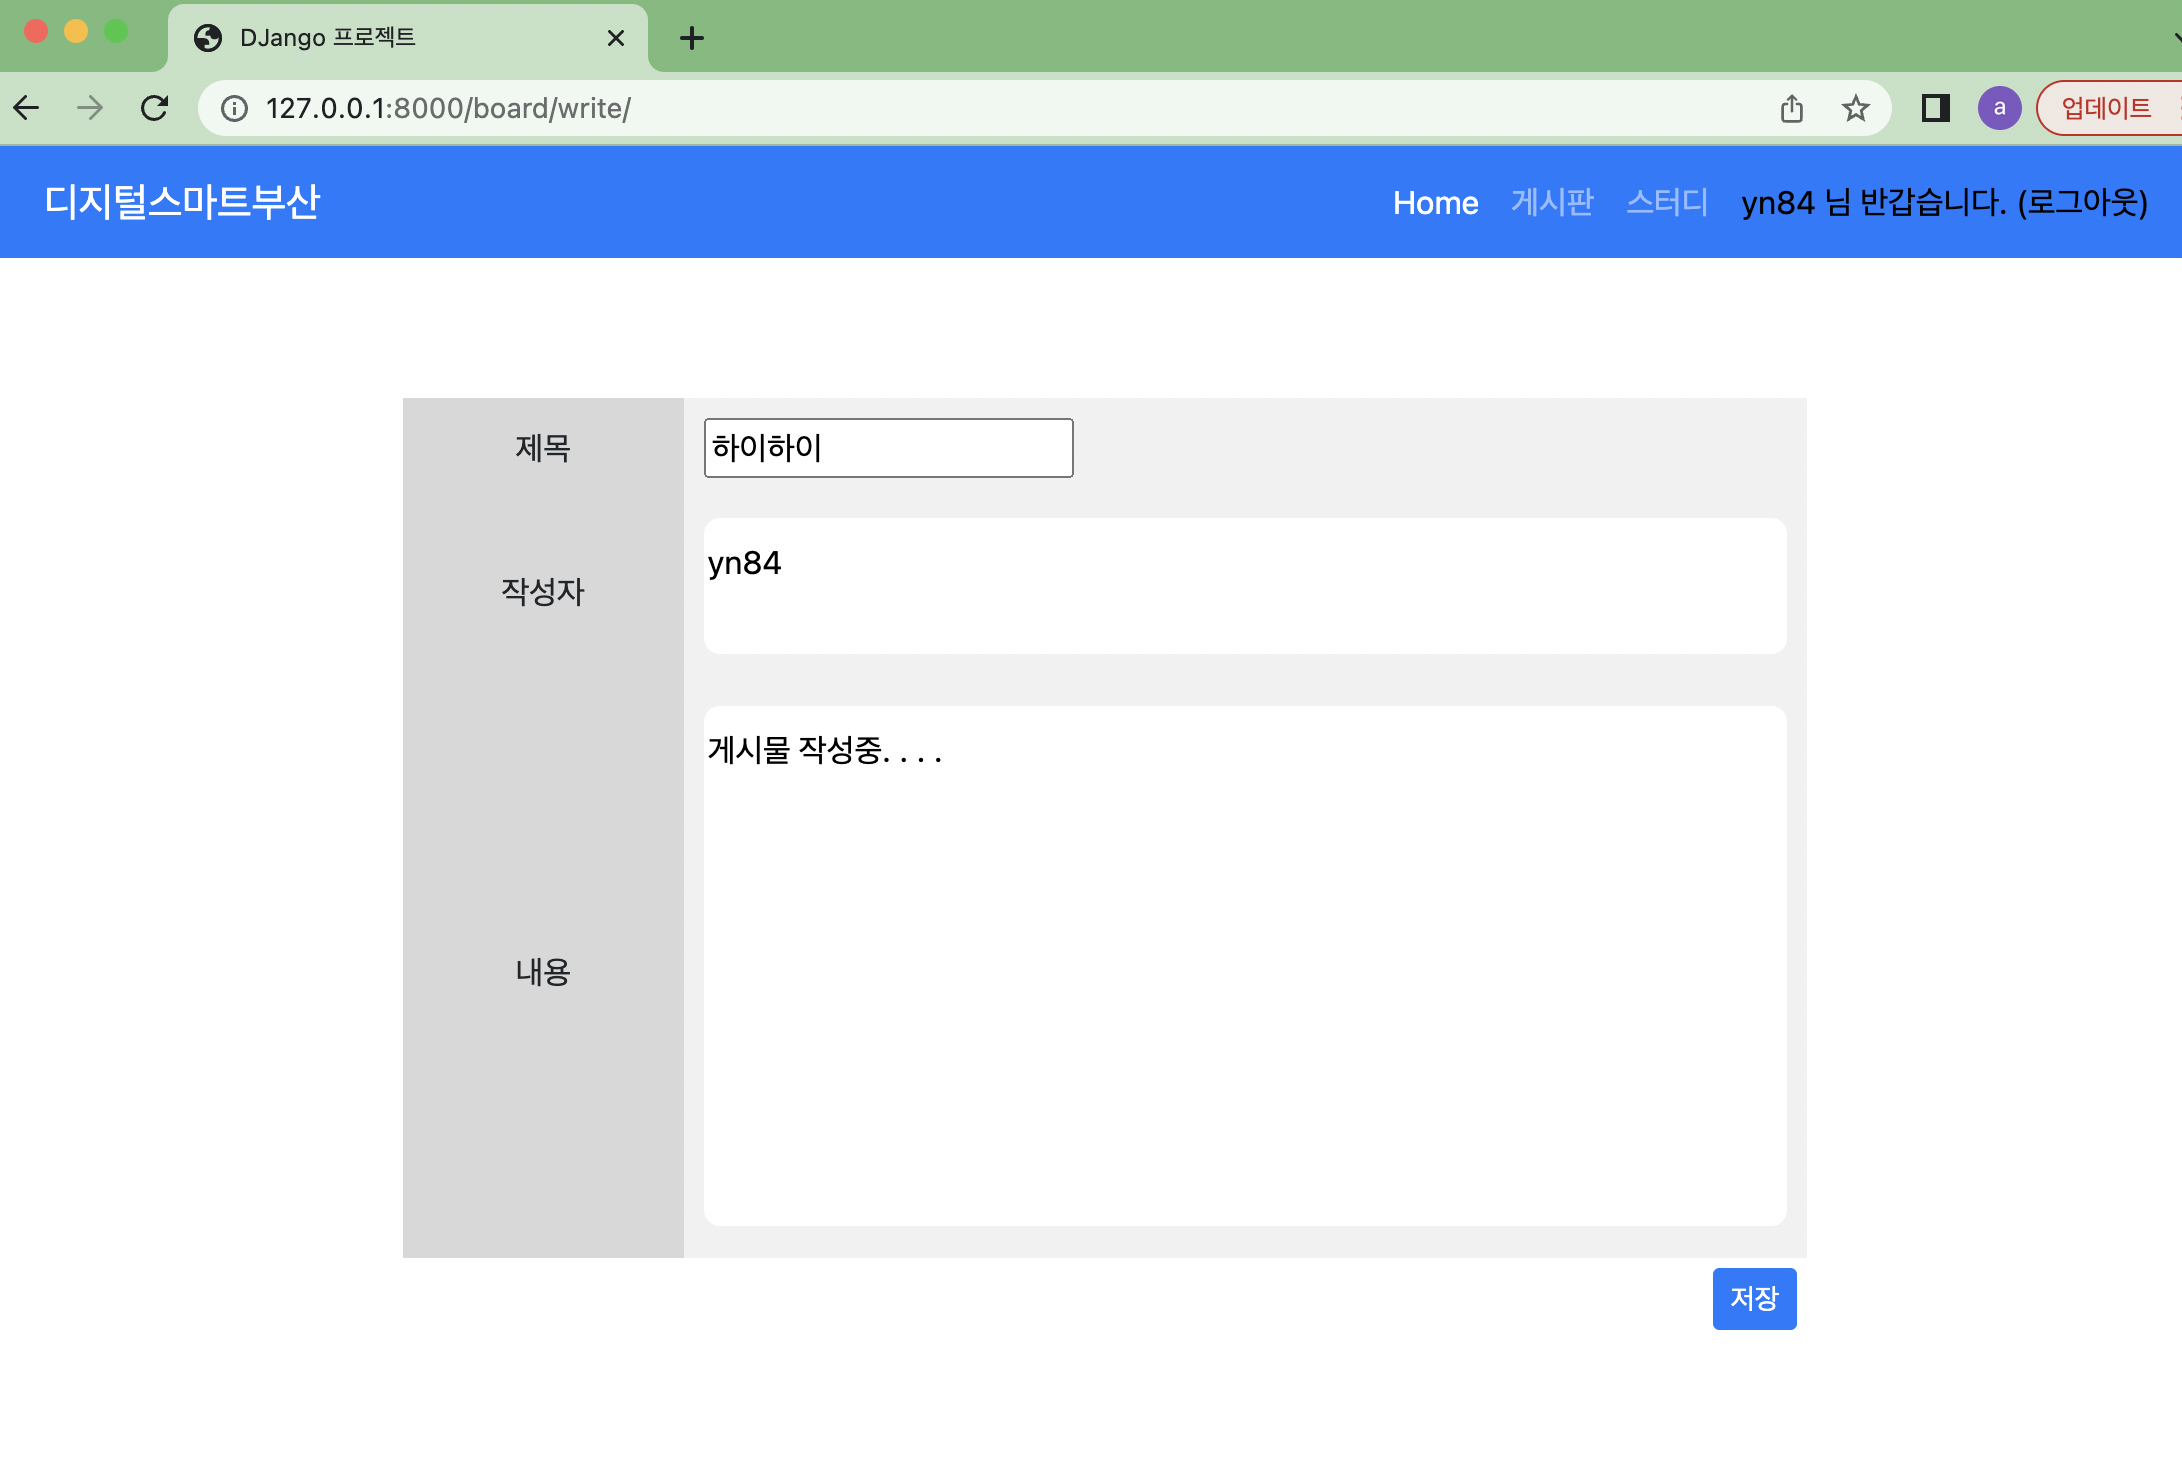 DJango 프로젝트
127.0.0.1:8000/board/write/
a
업데이트
디지털스마트부산
Home 게시판 스터디 yn84 님 반갑습니다. (로그아웃)
제목
하이하이
작성자
yn84
내용
게시물 작성중. . . .
저장